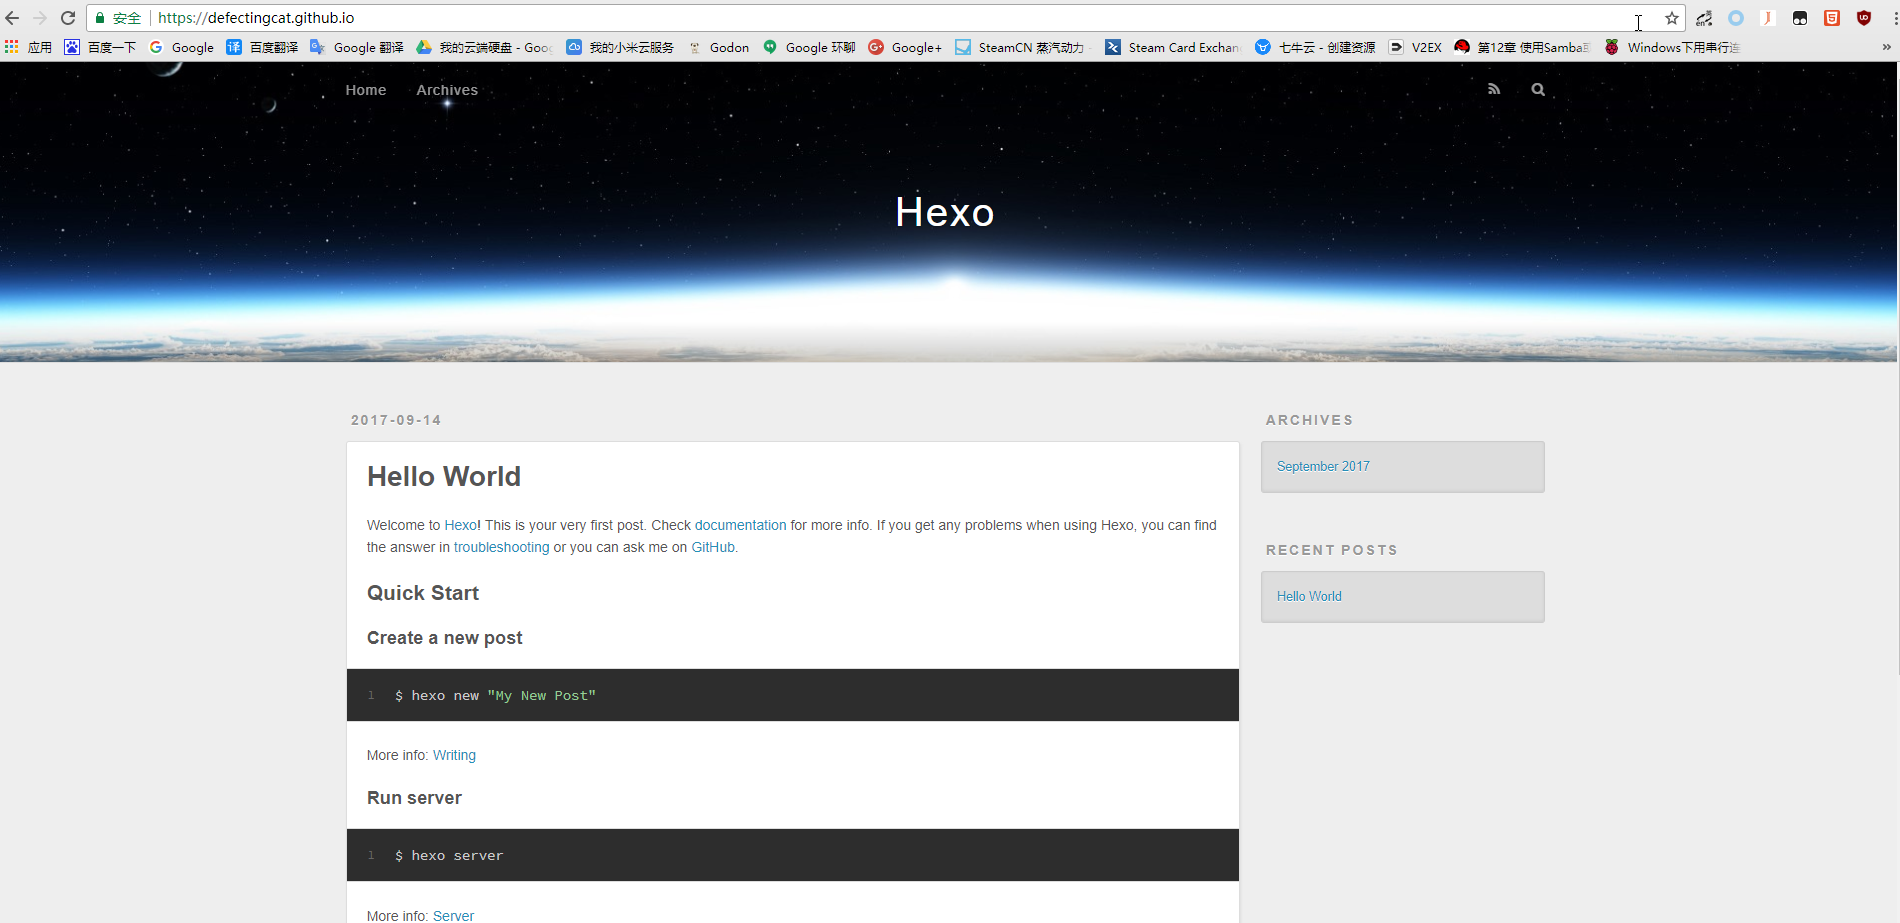 安全 https://defectingcat.github.io
应用 百度一下 Google 百度翻译 Google 翻译 我的云端硬盘 - Goog 我的小米云服务 Godon Google 环聊 Google+ SteamCN 蒸汽动力 Steam Card Exchan 七牛云 - 创建资源 V2EX 第12章 使用Samba Windows下用串行连 »
Home Archives
Hexo
2017-09-14
Hello World
Welcome to Hexo! This is your very first post. Check documentation for more info. If you get any problems when using Hexo, you can find
the answer in troubleshooting or you can ask me on GitHub.
Quick Start
Create a new post
1 $ hexo new "My New Post"
More info: Writing
Run server
1 $ hexo server
More info: Server
ARCHIVES
September 2017
RECENT POSTS
Hello World